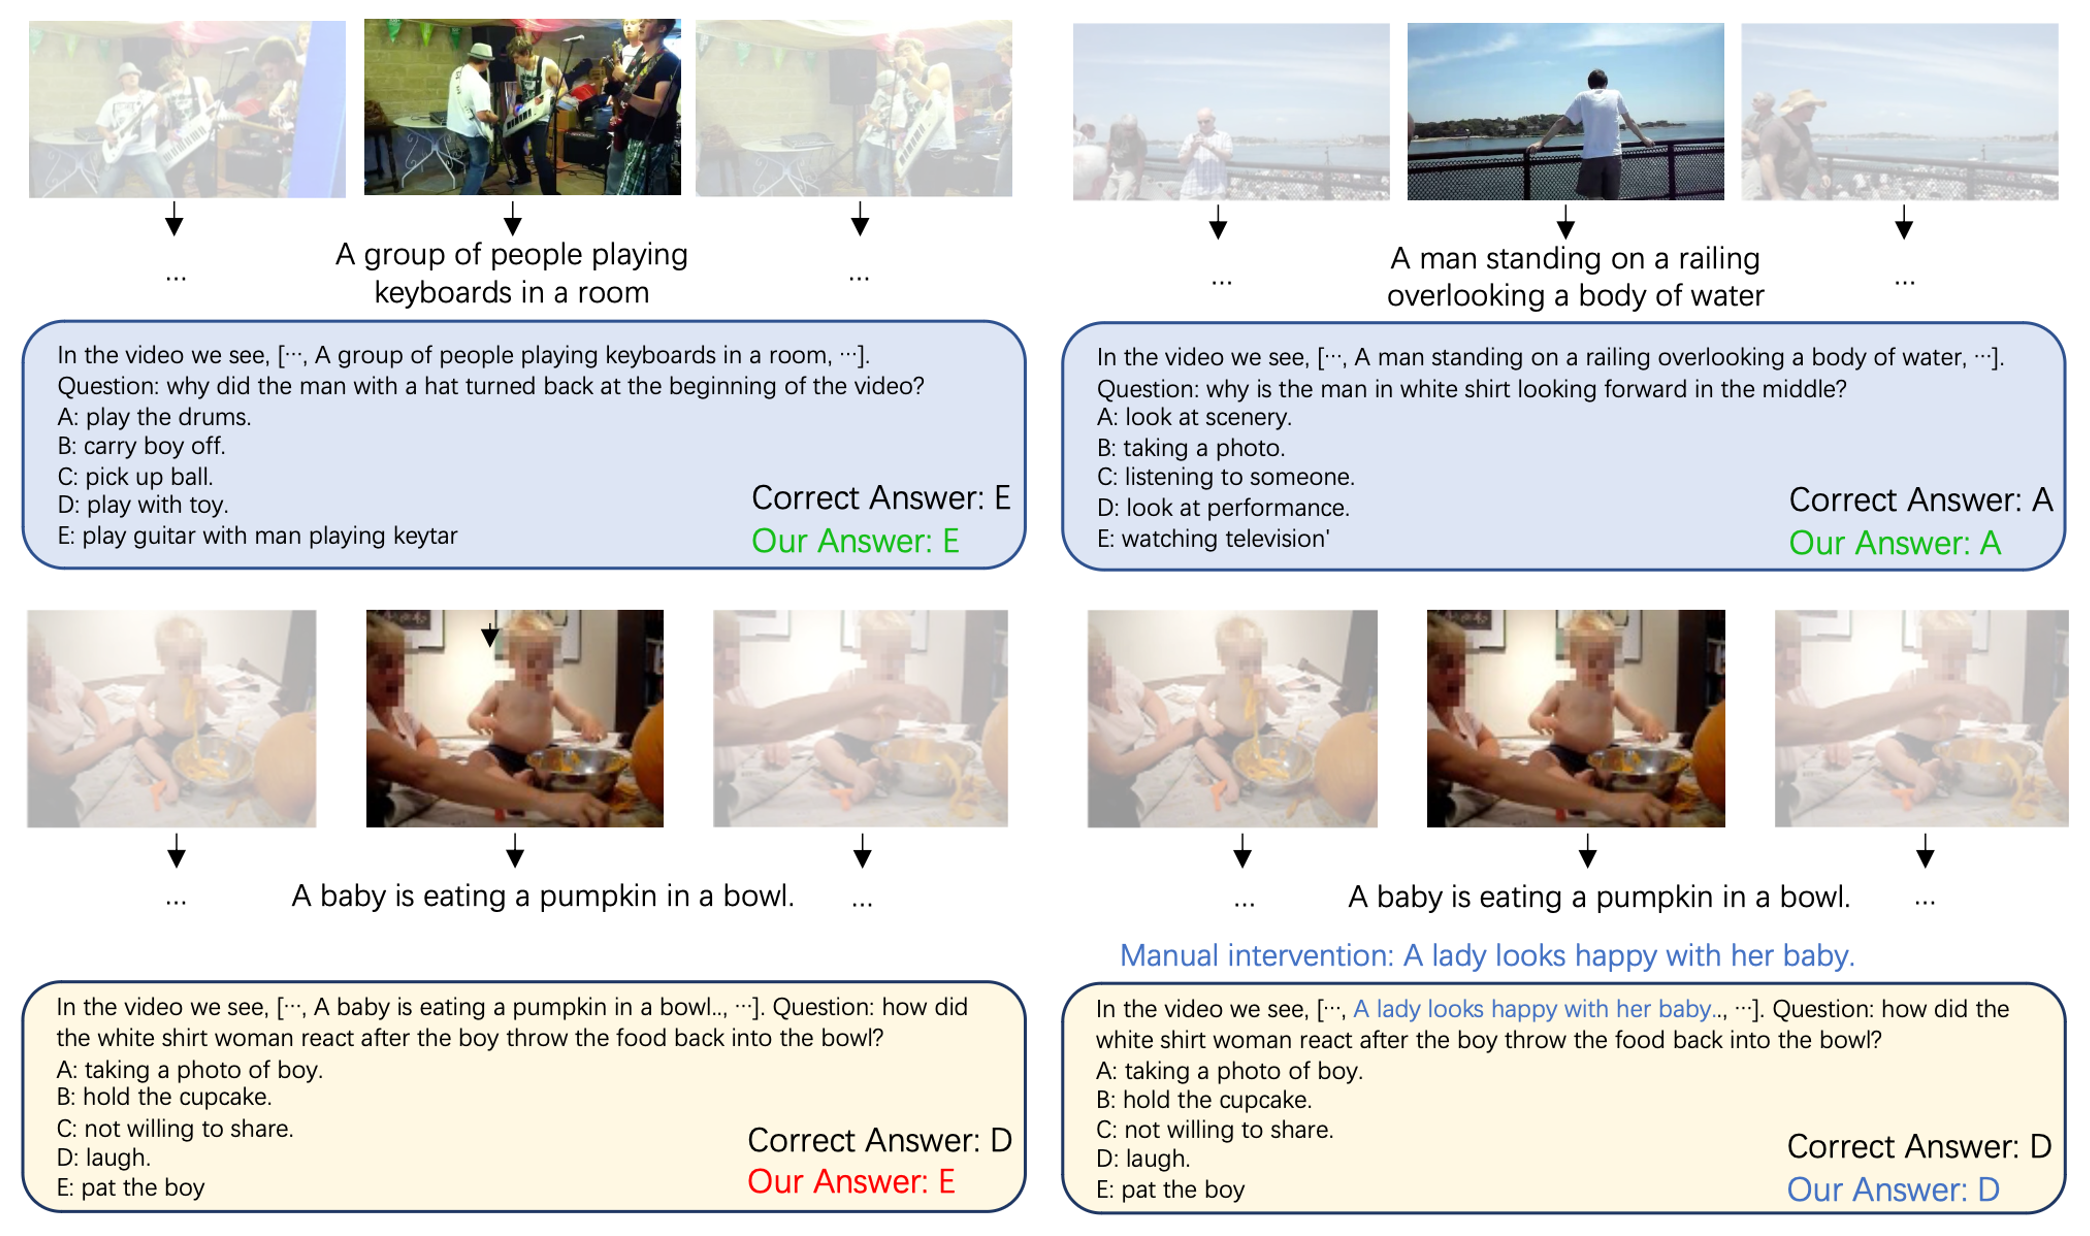 ...
A group of people playing
keyboards in a room
...
In the video we see, [···, A group of people playing keyboards in a room, ···].
Question: why did the man with a hat turned back at the beginning of the video?
A: play the drums.
B: carry boy off.
C: pick up ball.
D: play with toy.
E: play guitar with man playing keytar
Correct Answer: E
Our Answer: E
...
A man standing on a railing
overlooking a body of water
...
In the video we see, [···, A man standing on a railing overlooking a body of water, ···].
Question: why is the man in white shirt looking forward in the middle?
A: look at scenery.
B: taking a photo.
C: listening to someone.
D: look at performance.
E: watching television'
Correct Answer: A
Our Answer: A
...
A baby is eating a pumpkin in a bowl.
...
In the video we see, [···, A baby is eating a pumpkin in a bowl.., ···]. Question: how did
the white shirt woman react after the boy throw the food back into the bowl?
A: taking a photo of boy.
B: hold the cupcake.
C: not willing to share.
D: laugh.
E: pat the boy
Correct Answer: D
Our Answer: E
...
A baby is eating a pumpkin in a bowl.
...
Manual intervention: A lady looks happy with her baby.
In the video we see, [···, A lady looks happy with her baby.., ···]. Question: how did the
white shirt woman react after the boy throw the food back into the bowl?
A: taking a photo of boy.
B: hold the cupcake.
C: not willing to share.
D: laugh.
E: pat the boy
Correct Answer: D
Our Answer: D